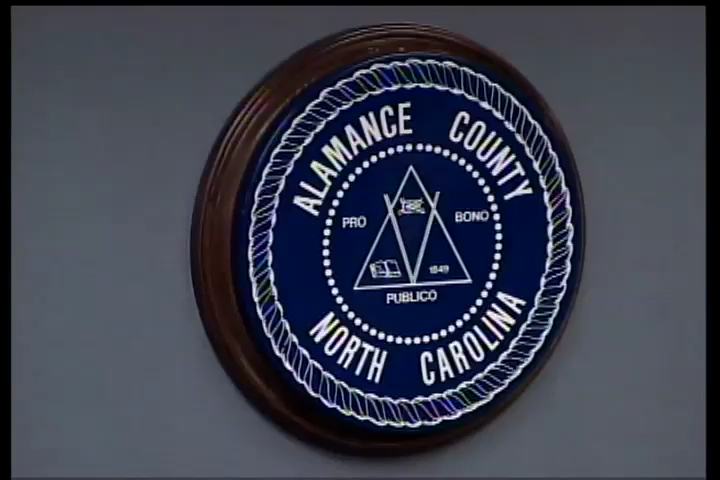 ALAMANCE COUNTY
PRO BONO
1849
PUBLICO
NORTH CAROLINA